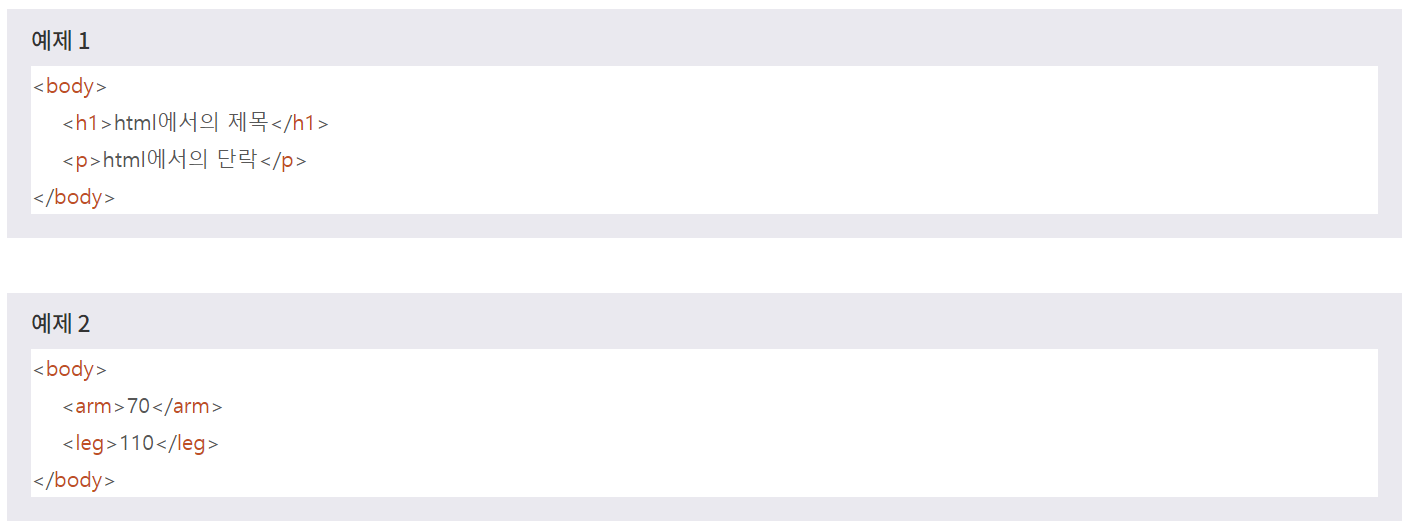 예제 1
<body>
<h1>html에서의 제목</h1>
<p>html에서의 단락</p>
</body>
예제 2
<body>
<arm>70</arm>
<leg>110</leg>
</body>